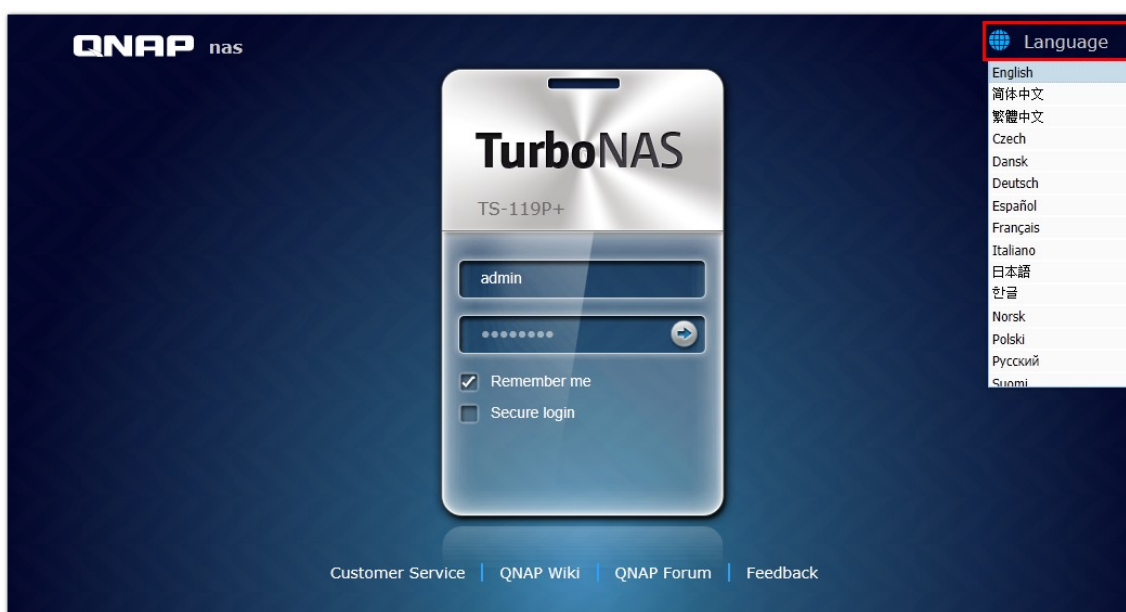 QNAP nas
Language
English
简体中文
繁體中文
Czech
Dansk
Deutsch
Español
Français
Italiano
日本語
한글
Norsk
Polski
Русский
Suomi
TurboNAS
TS-119P+
admin
Remember me
Secure login
Customer Service | QNAP Wiki | QNAP Forum | Feedback